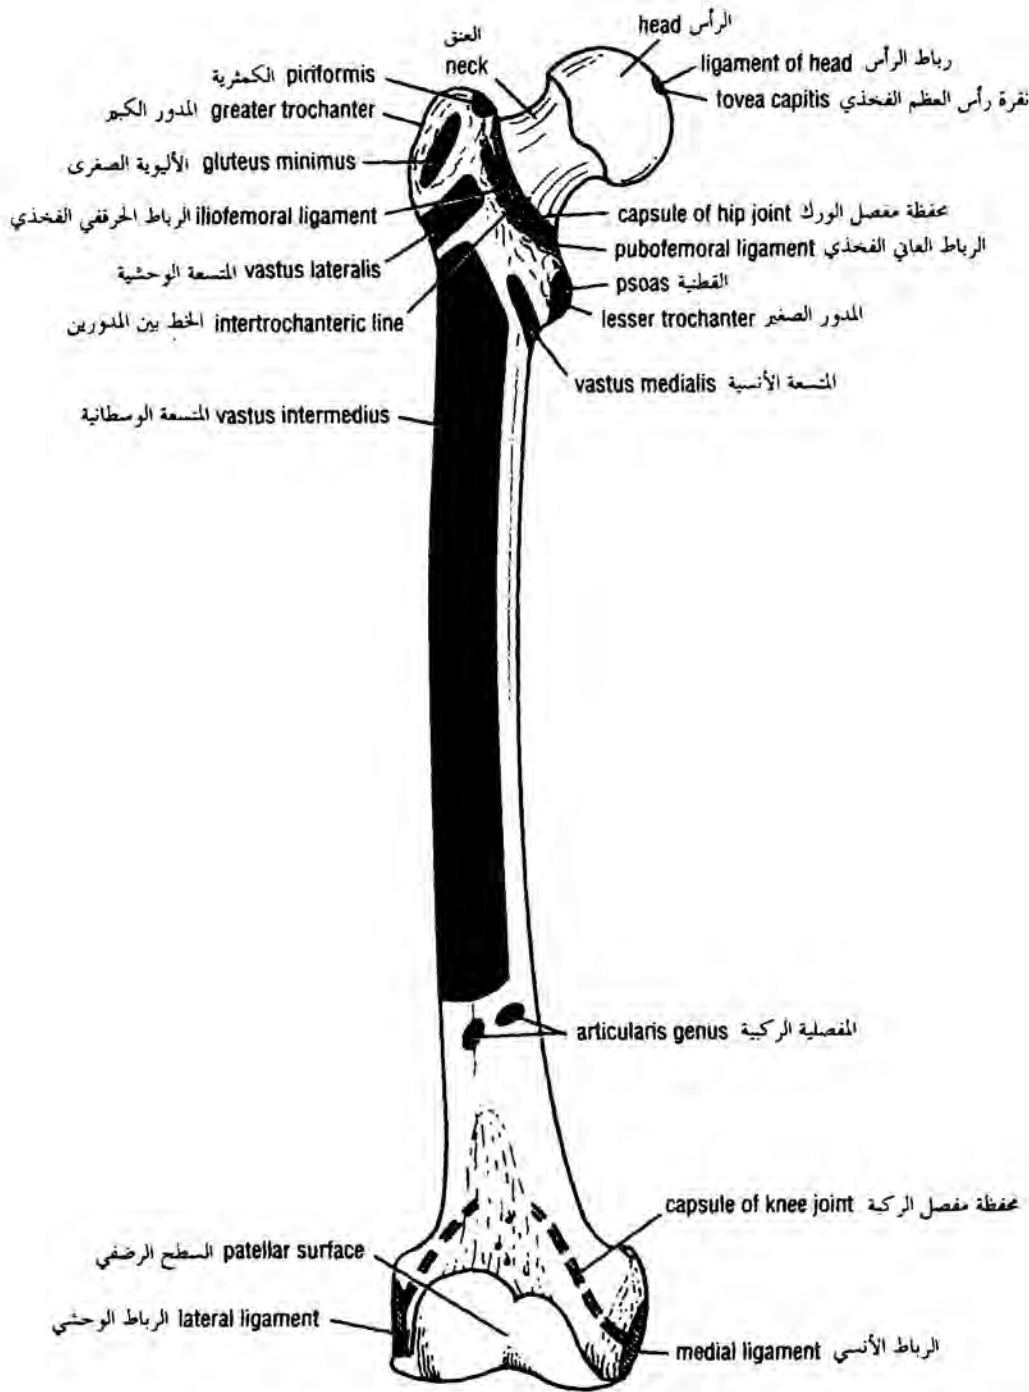 الرأس head
العنق
neck
رباط الرأس ligament of head
نقرة رأس العظم الفخذي tovea capitis
الكمثرية piriformis
المدور الكبير greater trochanter
الأليوية الصغرى gluteus minimus
الرباط الحرقفي الفخذي iliofemoral ligament
المتسعة الوحشية vastus lateralis
الخط بين المدورين intertrochanteric line
المتسعة الوسطانية vastus intermedius
محفظة مفصل الورك capsule of hip joint
الرباط العاني الفخذي pubofemoral ligament
القطنية psoas
المدور الصغير lesser trochanter
المتسعة الأنسية vastus medialis
المفصلية الركبية articularis genus
محفظة مفصل الركبة capsule of knee joint
السطح الرضفي patellar surface
الرباط الوحشي lateral ligament
الرباط الأنسي medial ligament